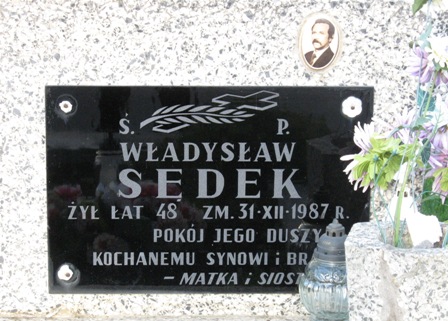 Ś. P.
WŁADYSŁAW
SĘDEK
ŻYŁ LAT 48 ZM. 31·XII·1987 R.
POKÓJ JEGO DUSZY
KOCHANEMU SYNOWI i
– MATKA i